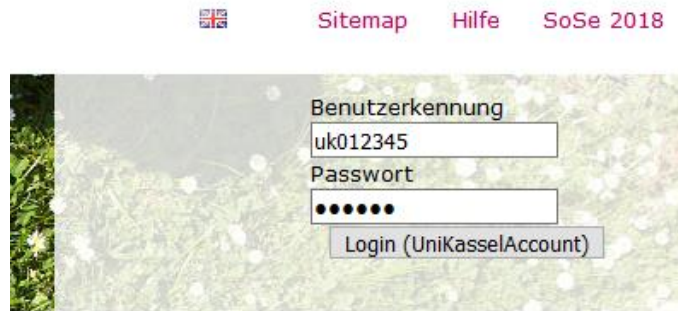 Sitemap Hilfe SoSe 2018
Benutzerkennung
uk012345
Passwort
●●●●●●
Login (UniKasselAccount)